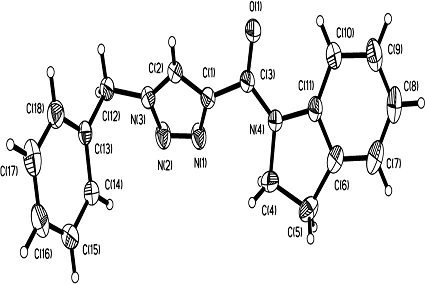 O(1)
C(10)
C(9)
C(2)
C(1)
C(3)
C(11)
C(8)
C(18)
C(12)
N(3)
N(4)
C(13)
C(17)
N(2)
N(1)
C(6)
C(7)
C(14)
C(4)
C(5)
C(16)
C(15)